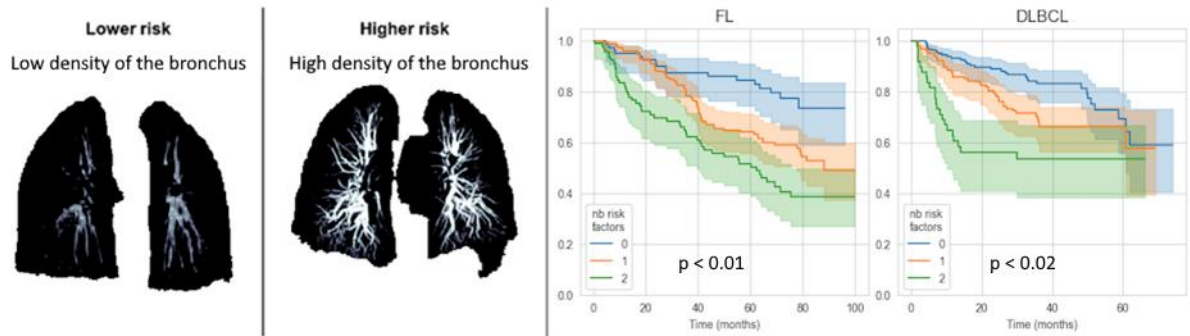 Lower risk
Low density of the bronchus
Higher risk
High density of the bronchus
FL
1.0
0.8
0.6
0.4
0.2
0.0
nb risk
factors
0
1
2
p < 0.01
0 20 40 60 80 100
Time (months)
DLBCL
1.0
0.8
0.6
0.4
0.2
0.0
nb risk
factors
0
1
2
p < 0.02
0 20 40 60
Time (months)